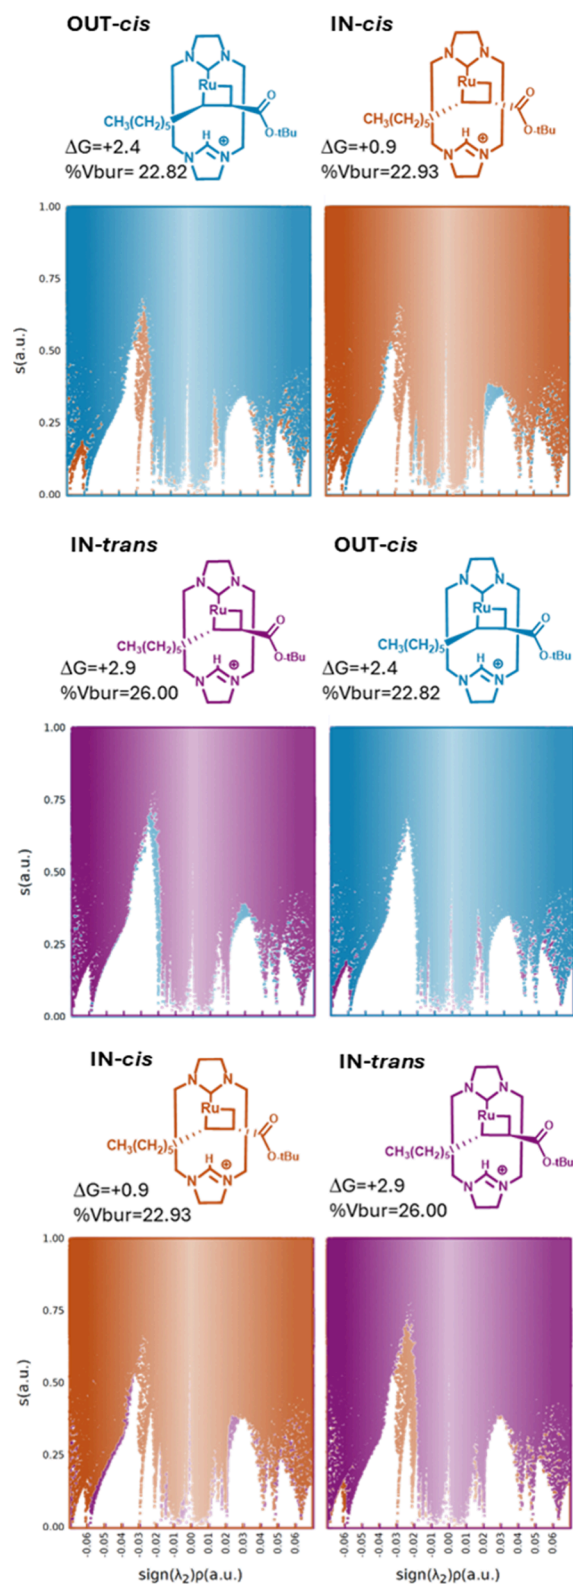 OUT-cis
IN-cis
N
N
N
N
Ru
Ru
O
O
CH3(CH2)5
O-tBu
CH3(CH2)5
O-tBu
H
⊕
H
⊕
ΔG=+2.4
ΔG=+0.9
N
N
N
N
%Vbur= 22.82
%Vbur=22.93
1.00
0.75
s(a.u.)
0.50
0.25
0.00
IN-trans
OUT-cis
N
N
N
N
Ru
Ru
O
O
CH3(CH2)5
O-tBu
CH3(CH2)5
O-tBu
H
⊕
H
⊕
ΔG=+2.9
ΔG=+2.4
N
N
N
N
%Vbur=26.00
%Vbur=22.82
1.00
0.75
s(a.u.)
0.50
0.25
0.00
IN-cis
IN-trans
N
N
N
N
Ru
Ru
O
O
CH3(CH2)5
O-tBu
CH3(CH2)5
O-tBu
H
⊕
H
⊕
ΔG=+0.9
ΔG=+2.9
N
N
N
N
%Vbur=22.93
%Vbur=26.00
1.00
0.75
s(a.u.)
0.50
0.25
0.00
-0.06 -0.05 -0.04 -0.03 -0.02 -0.01 0.00 0.01 0.02 0.03 0.04 0.05 0.06
-0.06 -0.05 -0.04 -0.03 -0.02 -0.01 0.00 0.01 0.02 0.03 0.04 0.05 0.06
sign(λ2)ρ(a.u.)
sign(λ2)ρ(a.u.)